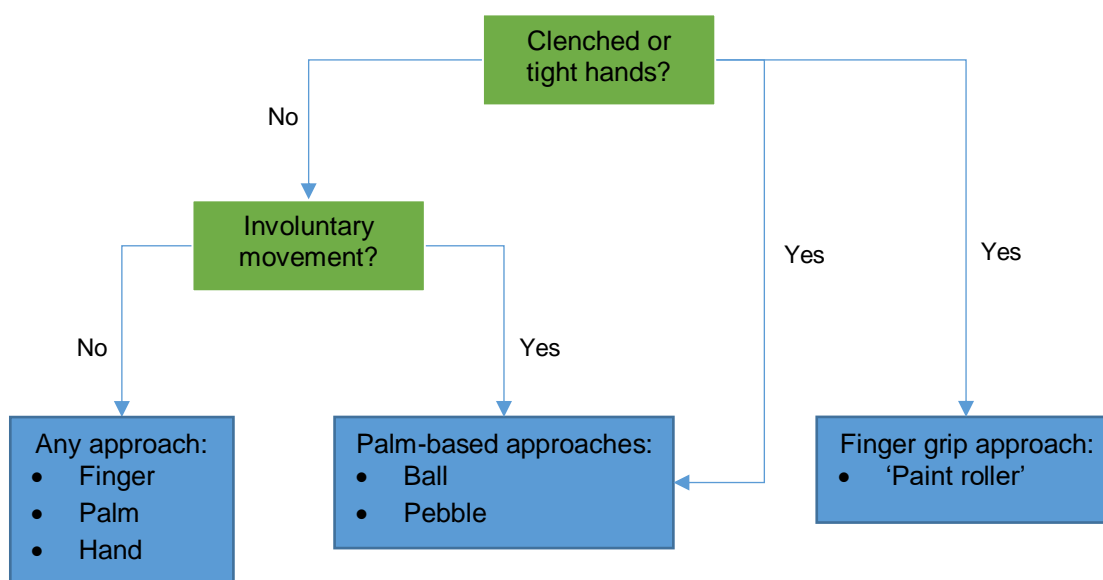 Clenched or
tight hands?
No
Involuntary
movement?
Yes
Yes
No
Yes
Any approach:
• Finger
• Palm
• Hand
Palm-based approaches:
• Ball
• Pebble
Finger grip approach:
• ‘Paint roller’